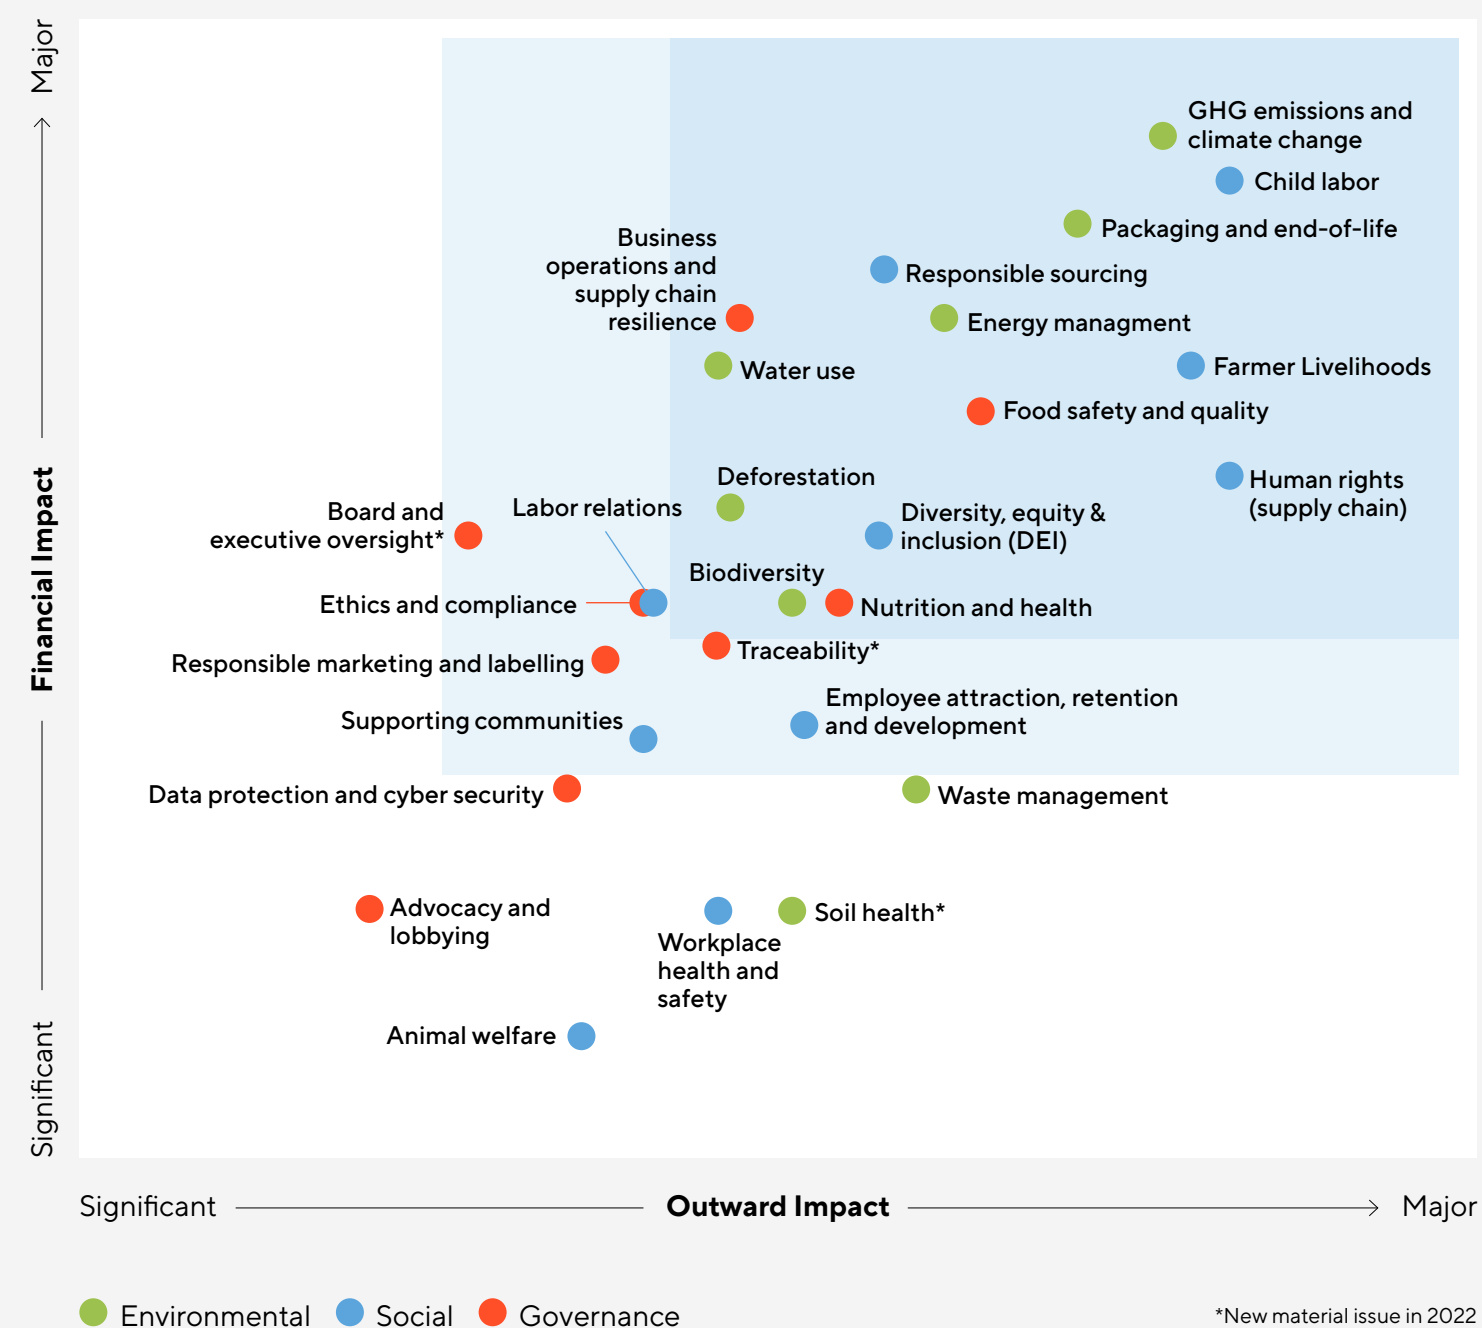 Major
GHG emissions and
climate change
Child labor
Packaging and end-of-life
Business
operations and
supply chain
resilience
Responsible sourcing
Energy managment
Water use
Farmer Livelihoods
Food safety and quality
Deforestation
Human rights
(supply chain)
Board and
executive oversight*
Labor relations
Diversity, equity &
inclusion (DEI)
Biodiversity
Ethics and compliance
Nutrition and health
Responsible marketing and labelling
Traceability*
Supporting communities
Employee attraction, retention
and development
Data protection and cyber security
Waste management
Advocacy and
lobbying
Workplace
health and
safety
Soil health*
Animal welfare
Financial Impact
Significant
Significant
Outward Impact
Major
Environmental
Social
Governance
*New material issue in 2022